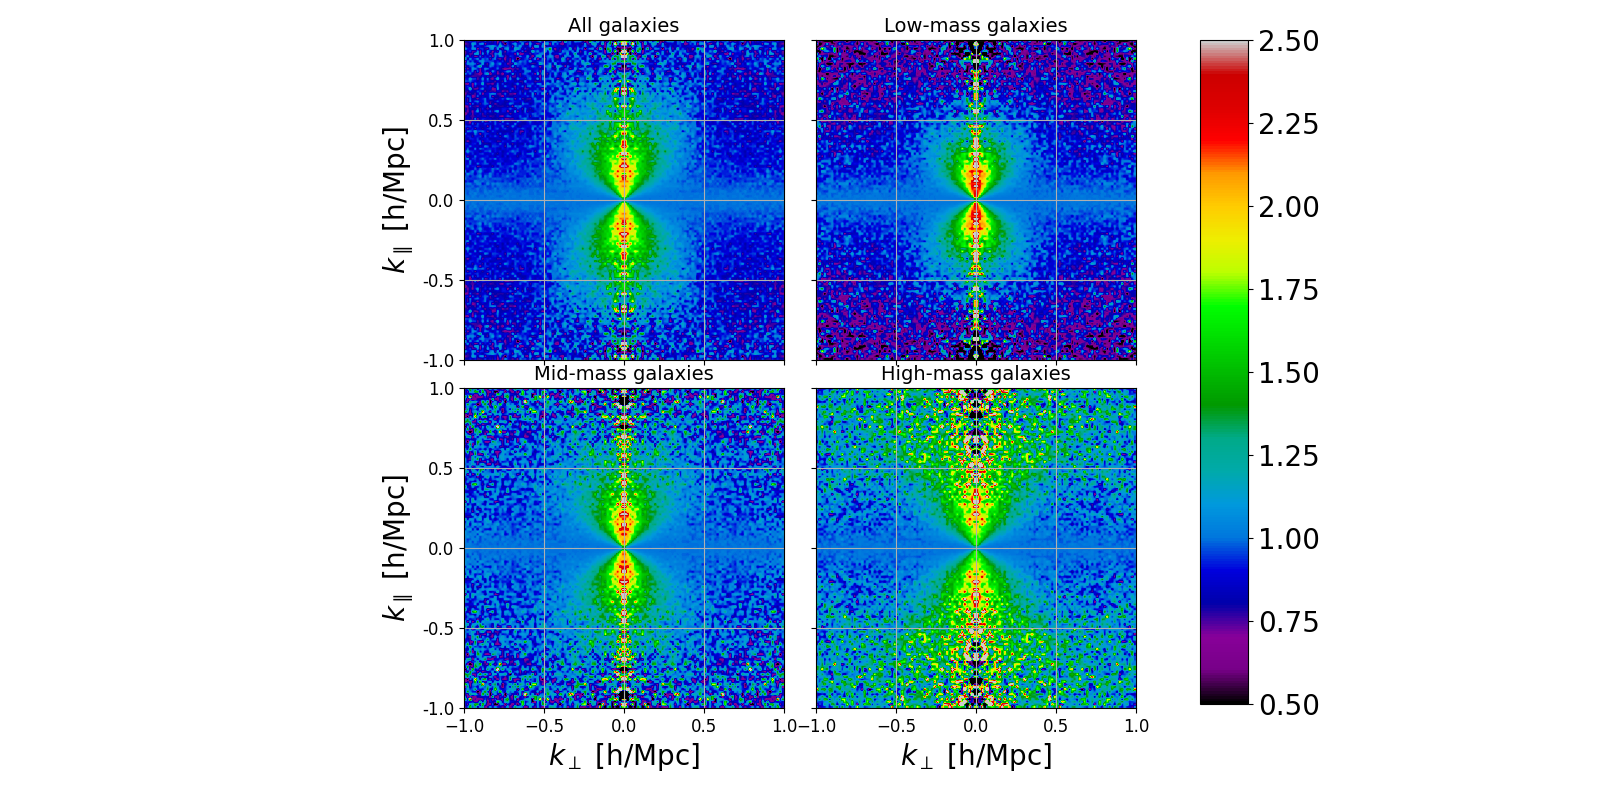 All galaxies
Low-mass galaxies
1.0
0.5
0.0
-0.5
-1.0
k∥ [h/Mpc]
2.50
2.25
2.00
1.75
1.50
1.25
1.00
0.75
0.50
Mid-mass galaxies
High-mass galaxies
1.0
0.5
0.0
-0.5
-1.0
k∥ [h/Mpc]
−1.0 −0.5 0.0 0.5 1.0
−1.0 −0.5 0.0 0.5 1.0
k⊥ [h/Mpc]
k⊥ [h/Mpc]